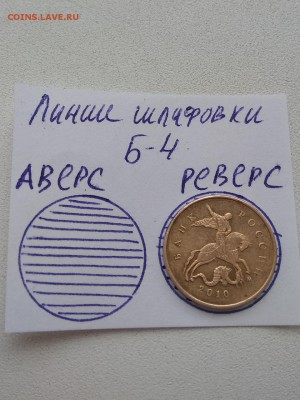 COINS.LAVE.RU
Линии шлифовки
Б-4
АВЕРС РЕВЕРС
БАНК РОССИИ
2010